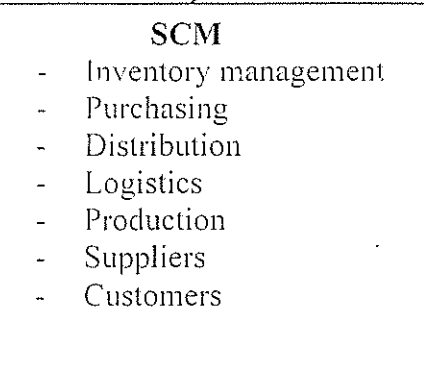 SCM
- Inventory management
- Purchasing
- Distribution
- Logistics
- Production
- Suppliers
- Customers